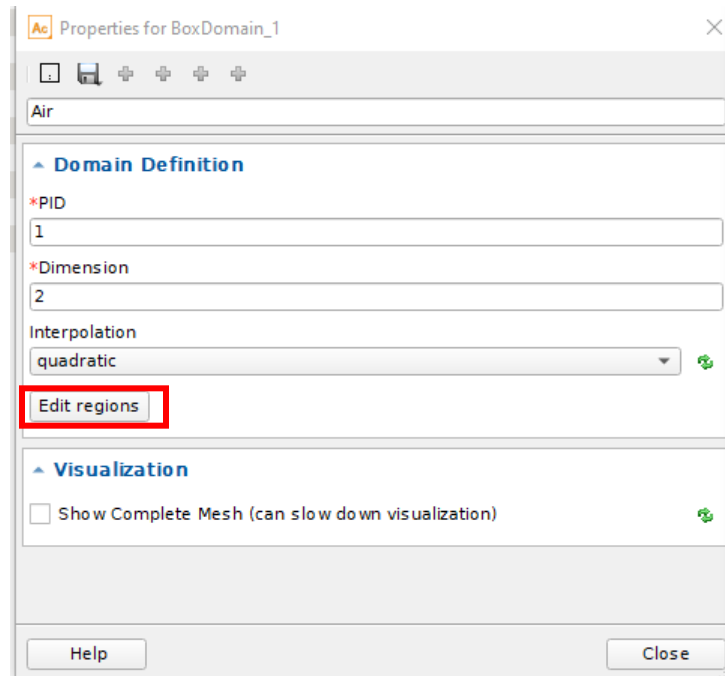 Ac Properties for BoxDomain_1
Air
Domain Definition
*PID
1
*Dimension
2
Interpolation
quadratic
Edit regions
Visualization
Show Complete Mesh (can slow down visualization)
Help Close